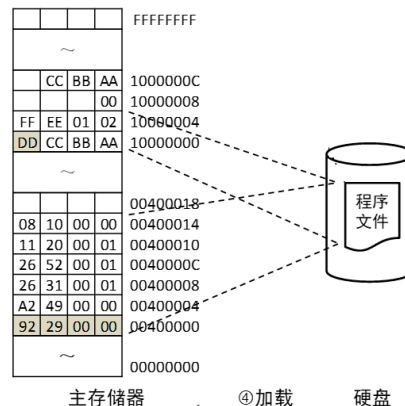 FFFFFFFF
~
CC BB AA 1000000C
00 10000008
FF EE 01 02 10000004
DD CC BB AA 10000000
~
00400018
08 10 00 00 00400014
11 20 00 01 00400010
26 52 00 01 0040000C
26 31 00 01 00400008
A2 49 00 00 00400004
92 29 00 00 00400000
~
00000000
程序
文件
主存储器 ④加载 硬盘